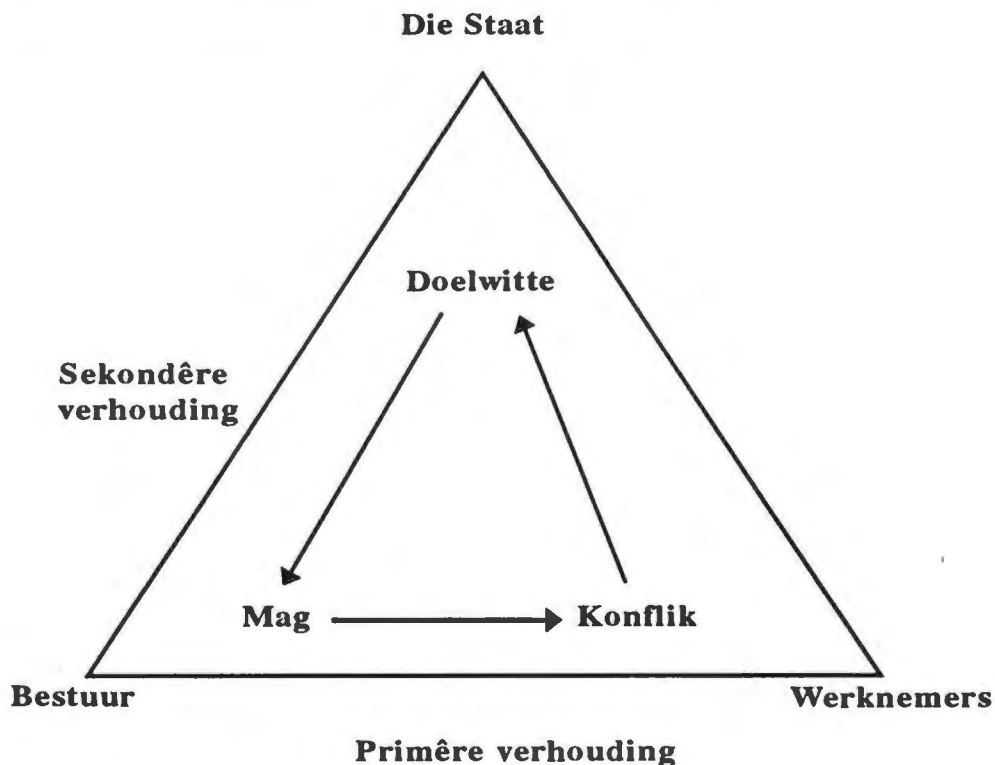 Die Staat
Doelwitte
Sekondêre
verhouding
Mag
Konflik
Bestuur
Werknemers
Primêre verhouding